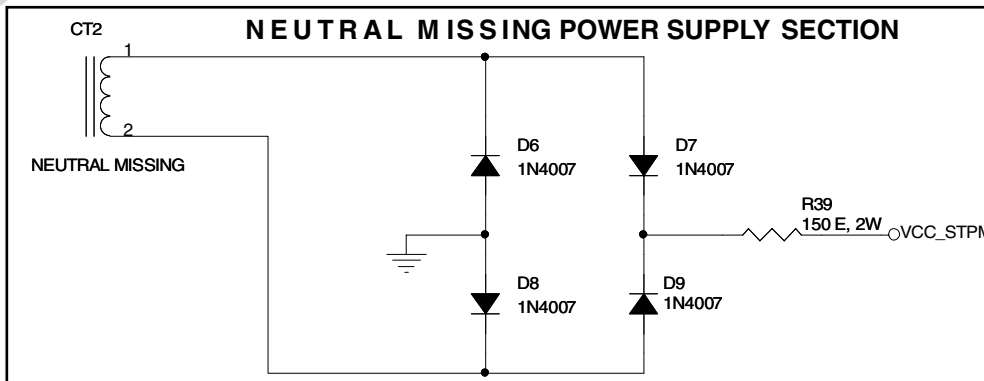 NEUTRAL MISSING POWER SUPPLY SECTION
CT2
1
2
NEUTRAL MISSING
D6
1N4007
D7
1N4007
R39
150 E, 2W
VCC_STPM
D8
1N4007
D9
1N4007